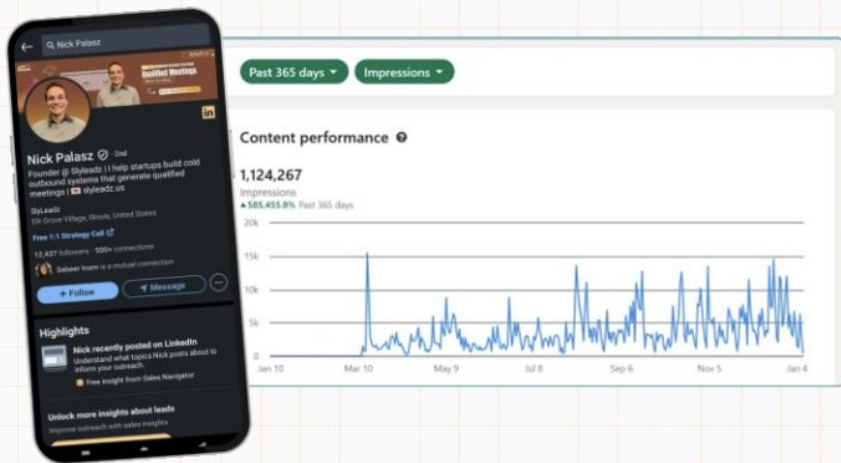 Nick Palasz
Qualified Meetings
Nick Palasz 2nd
Founder @ Slyleadz | I help startups build cold
outbound systems that generate qualified
meetings | slyleadz.us
SlyLeadz
Elk Grove Village, Illinois, United States
Free 1:1 Strategy Call
12,437 followers · 500+ connections
Sabeer Inam is a mutual connection
+ Follow
Message
Highlights
Nick recently posted on LinkedIn
Understand what topics Nick posts about to
inform your outreach.
Free insight from Sales Navigator
Unlock more insights about leads
Improve outreach with sales insights
Past 365 days
Impressions
Content performance
1,124,267
Impressions
▲585,455.8% Past 365 days
20k
15k
10k
5k
0
Jan 10
Mar 10
May 9
Jul 8
Sep 6
Nov 5
Jan 4